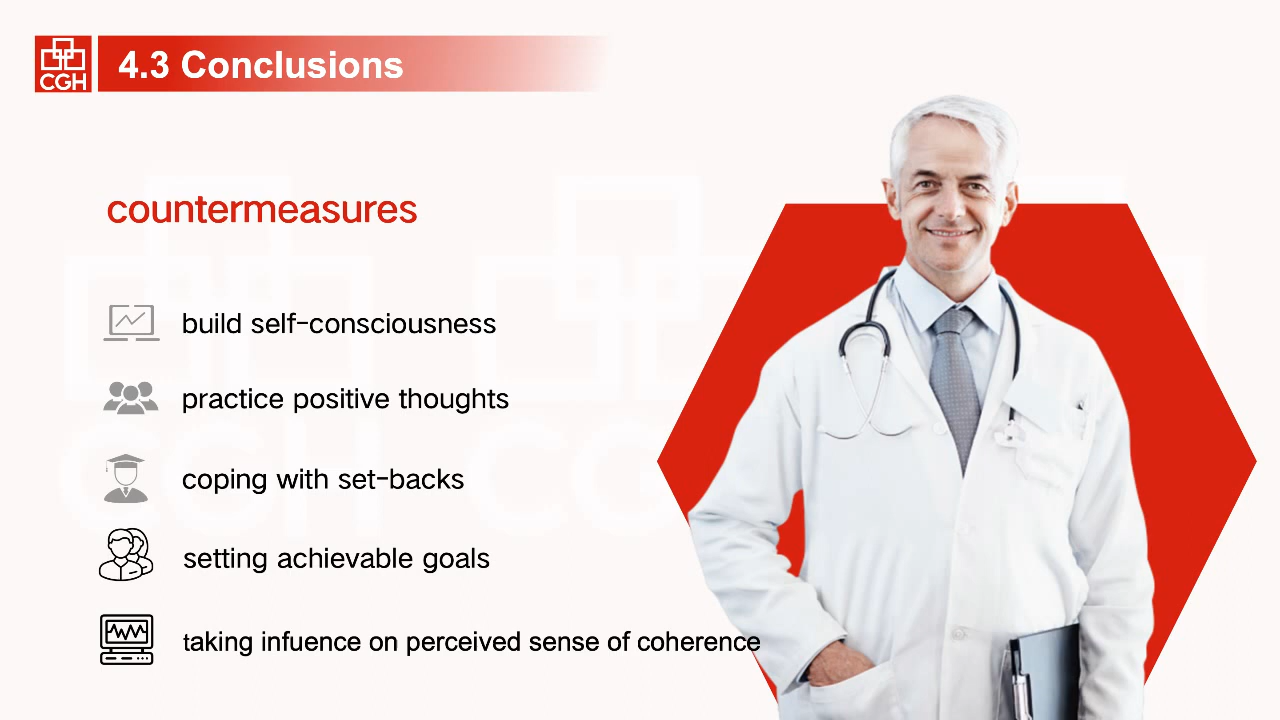 CGH
4.3 Conclusions
countermeasures
build self-consciousness
practice positive thoughts
coping with set-backs
setting achievable goals
taking infuence on perceived sense of coherence